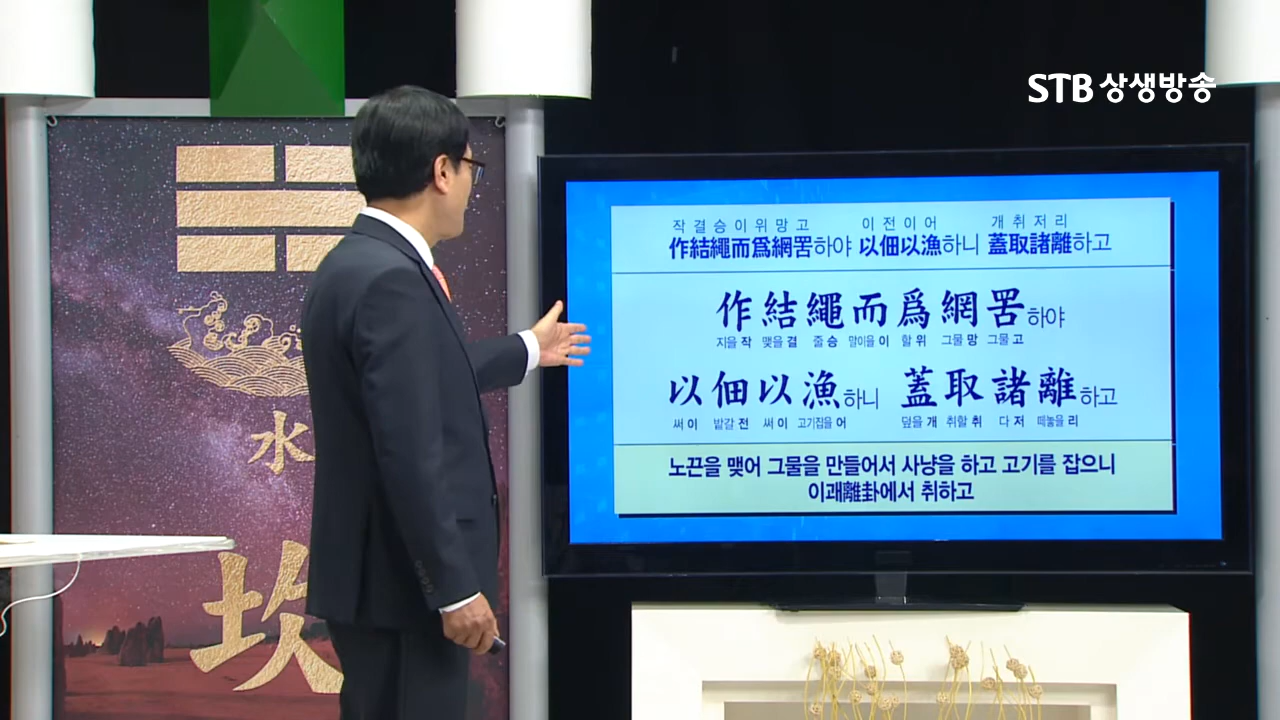 STB 상생방송
작결승이위망고 이전이어 개취저리
作結繩而爲網罟하야 以佃以漁하니 蓋取諸離하고
作結繩而爲網罟하야
지을 작 맺을 결 줄 승 말이을 이 할 위 그물 망 그물 고
以佃以漁하니 蓋取諸離하고
써 이 밭갈 전 써 이 고기잡을 어 덮을 개 취할 취 다 저 떼놓을 리
노끈을 맺어 그물을 만들어서 사냥을 하고 고기를 잡으니
이괘離卦에서 취하고
水
坎